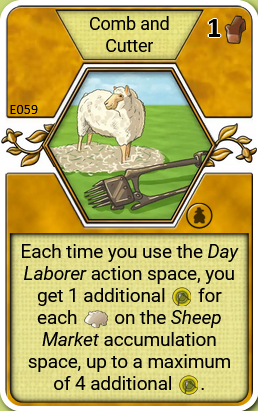 Comb and
Cutter
1
E059
Each time you use the Day
Laborer action space, you
get 1 additional for
each on the Sheep
Market accumulation
space, up to a maximum
of 4 additional .